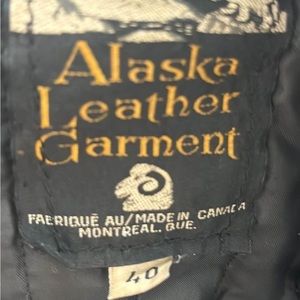 Alaska
Leather
Garment
FABRIQUÉ AU/MADE IN CANADA
MONTREAL. QUE.
40